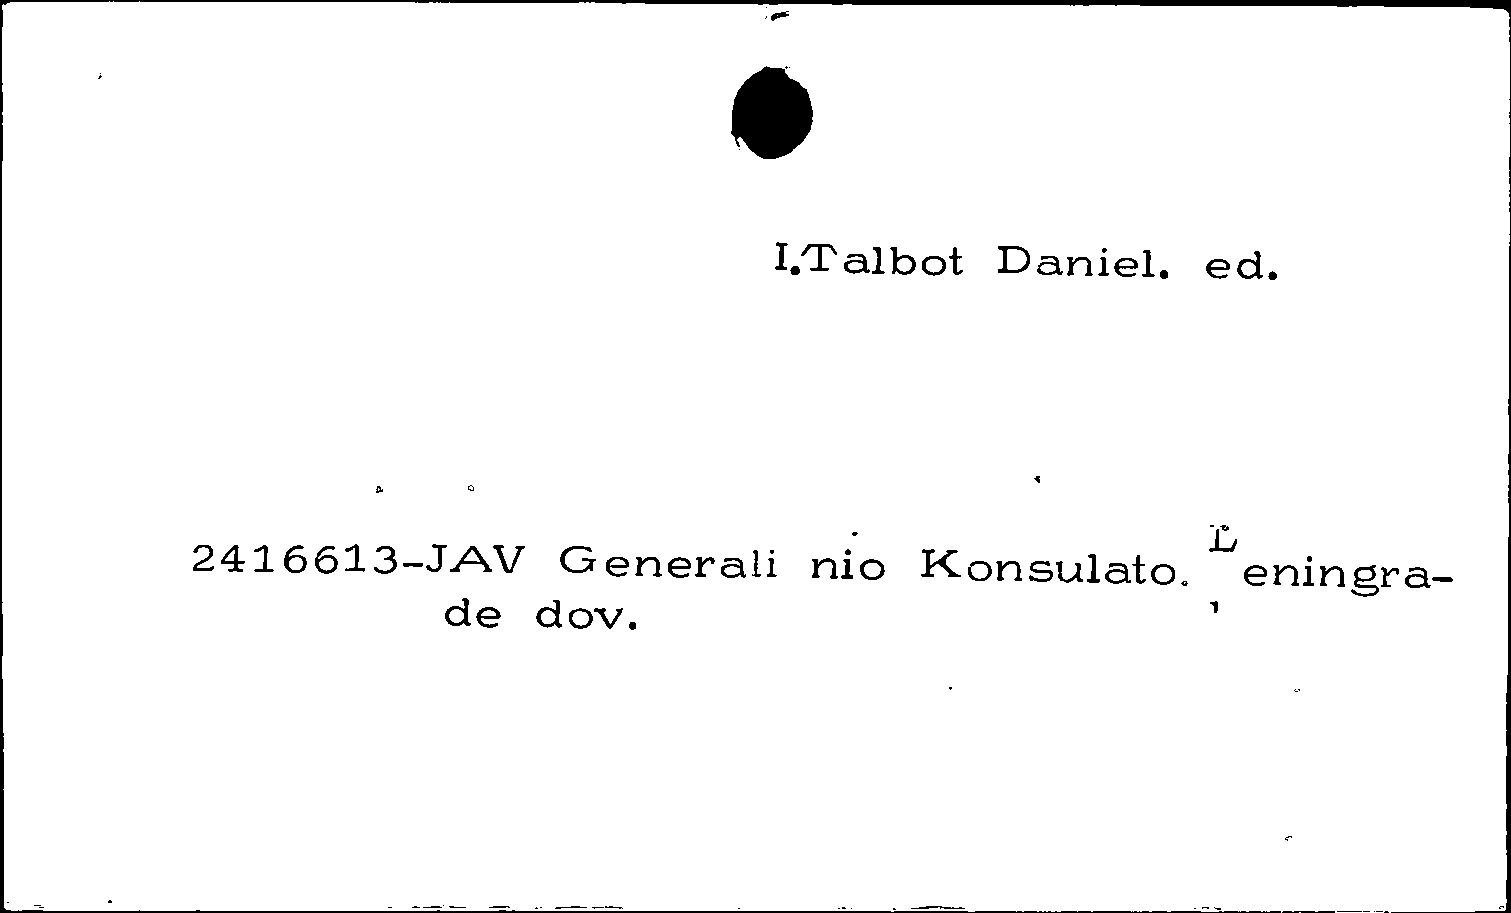 I.Talbot Daniel. ed.
2416613-JAV Generali nio Konsulato. Leningra-
de dov.